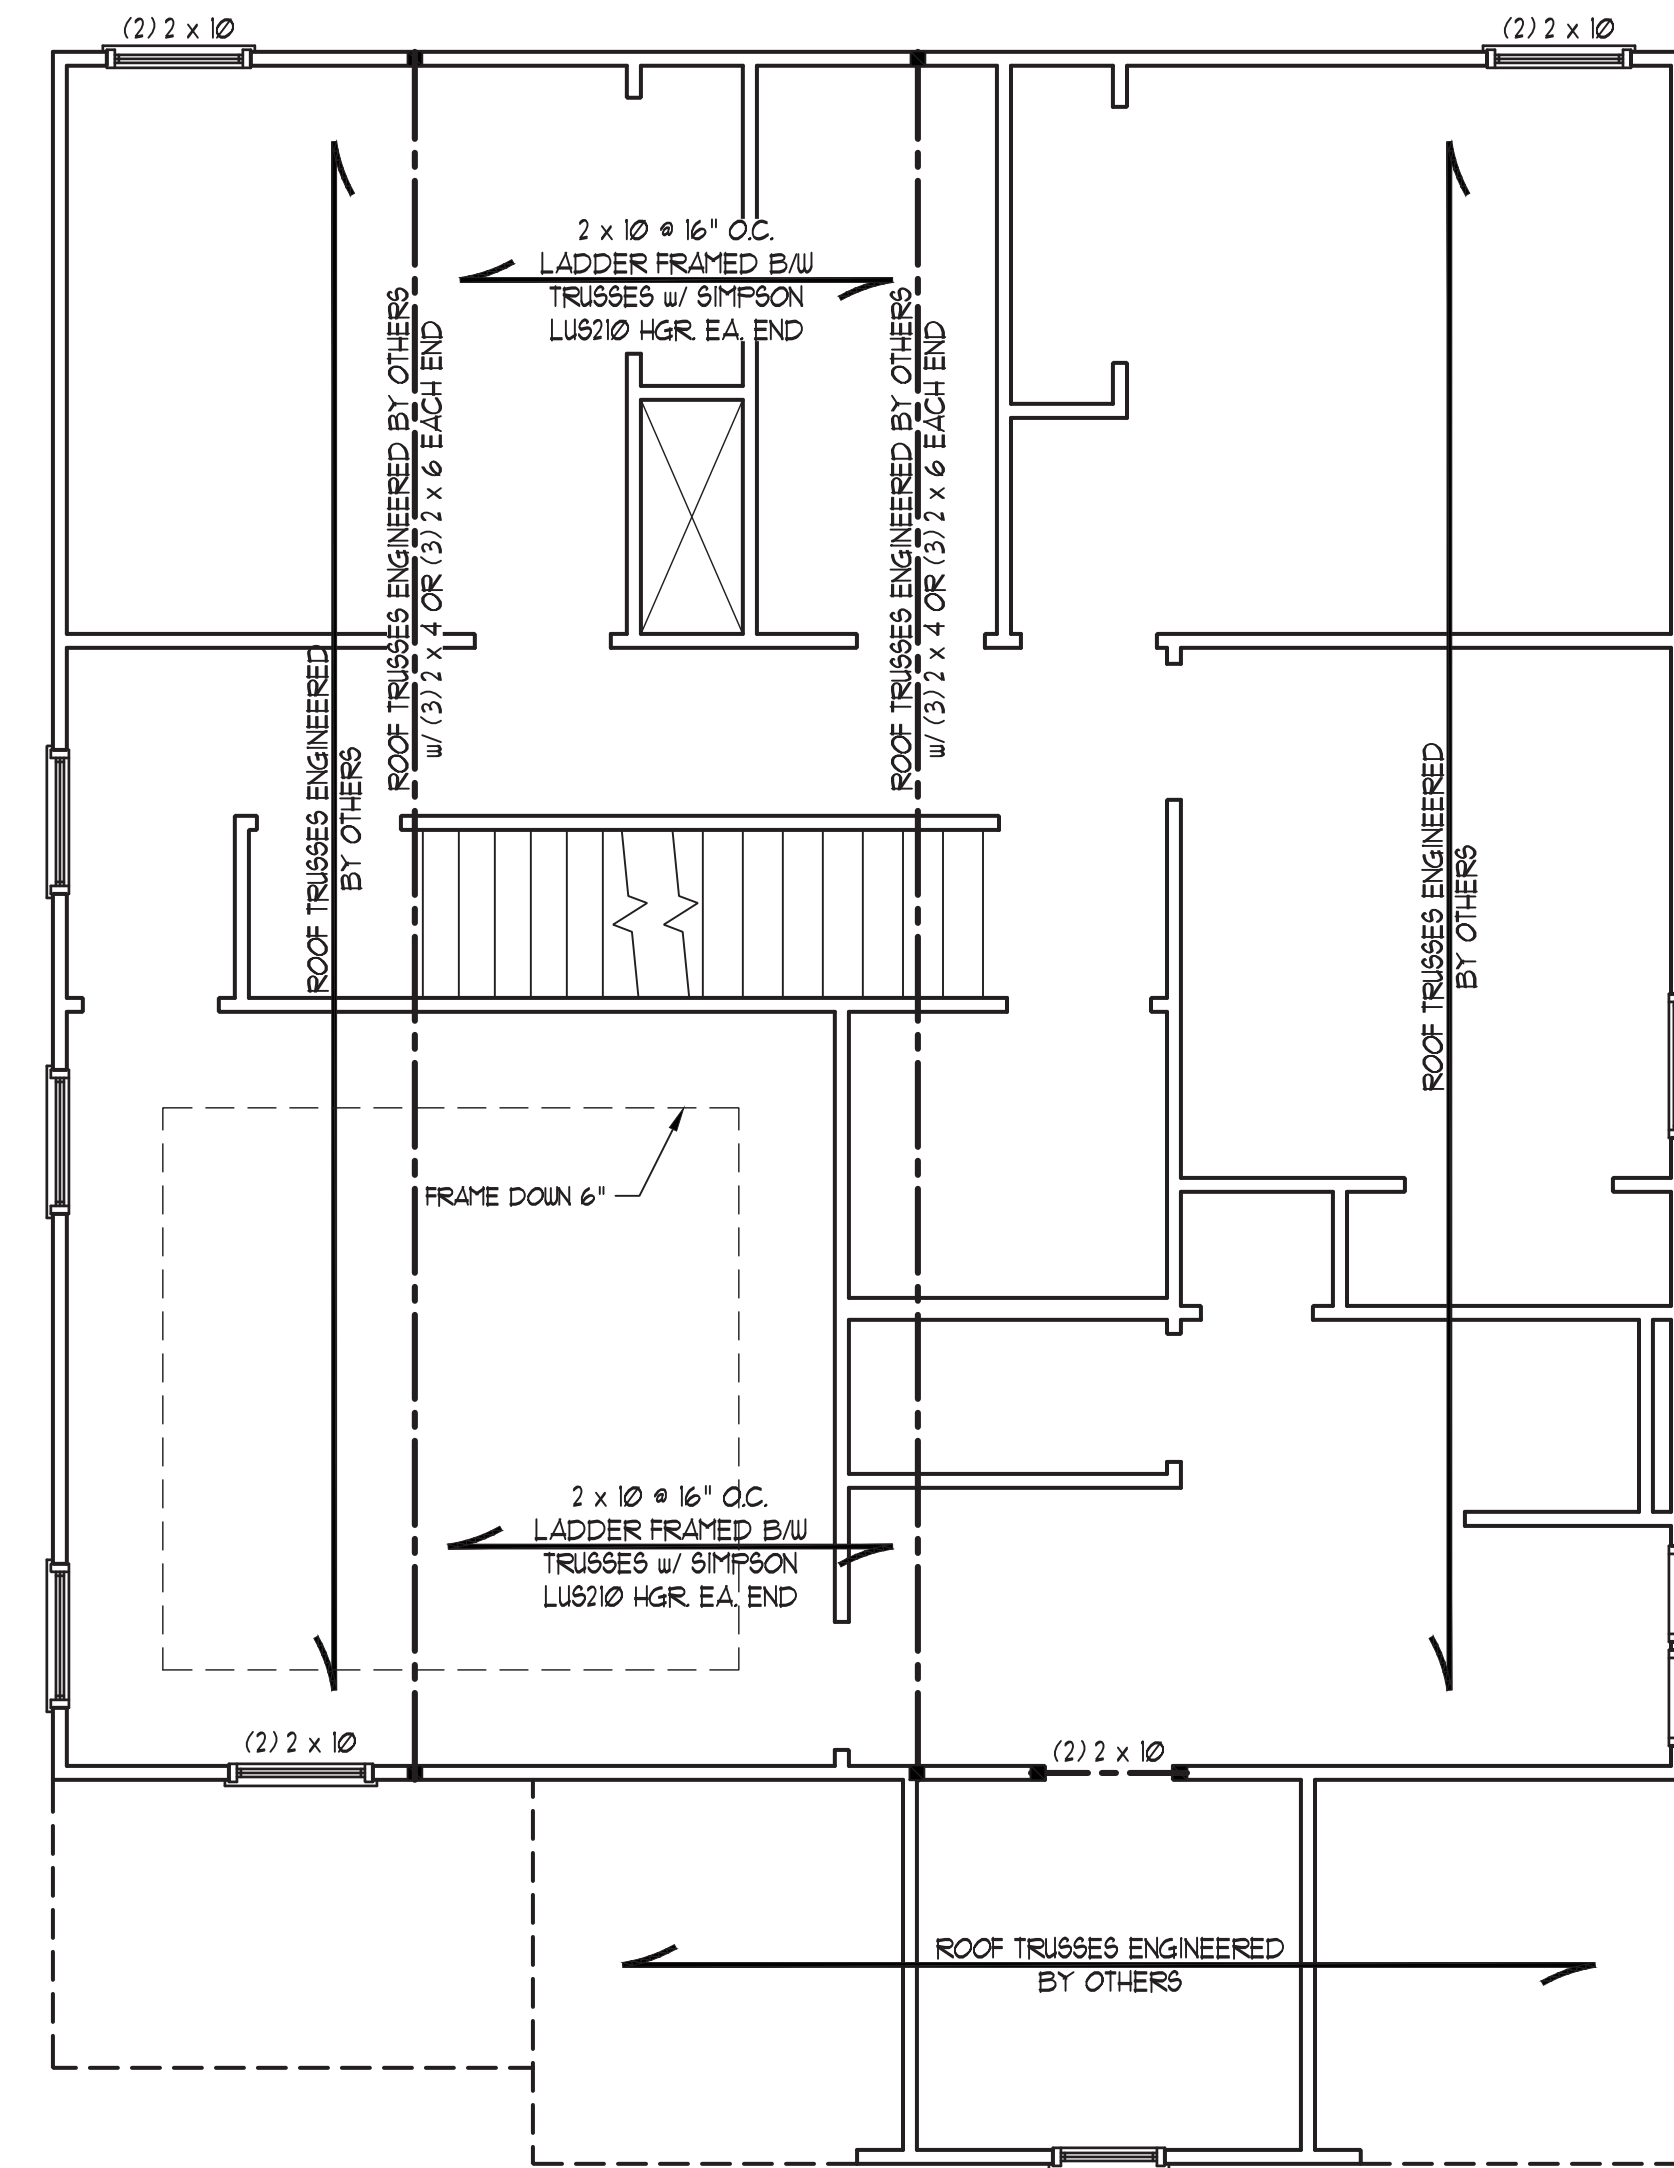 (2) 2 x 10
(2) 2 x 10
2 x 10 @ 16" O.C.
LADDER FRAMED B/W
TRUSSES w/ SIMPSON
LUS210 HGR. EA. END
ROOF TRUSSES ENGINEERED BY OTHERS
w/ (3) 2 x 4 OR (3) 2 x 6 EACH END
ROOF TRUSSES ENGINEERED BY OTHERS
w/ (3) 2 x 4 OR (3) 2 x 6 EACH END
ROOF TRUSSES ENGINEERED
BY OTHERS
ROOF TRUSSES ENGINEERED
BY OTHERS
FRAME DOWN 6"
2 x 10 @ 16" O.C.
LADDER FRAMED B/W
TRUSSES w/ SIMPSON
LUS210 HGR. EA. END
(2) 2 x 10
(2) 2 x 10
ROOF TRUSSES ENGINEERED
BY OTHERS